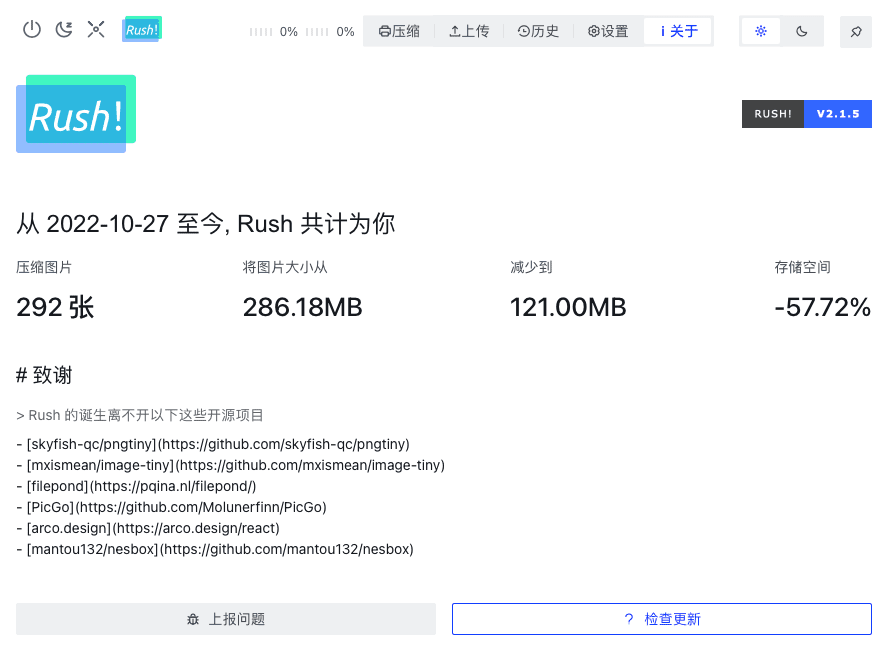 Rush!
0%
0%
压缩
上传
历史
设置
关于
Rush!
RUSH!
V2.1.5
从 2022-10-27 至今, Rush 共计为你
压缩图片
将图片大小从
减少到
存储空间
292 张
286.18MB
121.00MB
-57.72%
# 致谢
> Rush 的诞生离不开以下这些开源项目
- [skyfish-qc/pngtiny](https://github.com/skyfish-qc/pngtiny)
- [mxismean/image-tiny](https://github.com/mxismean/image-tiny)
- [filepond](https://pqina.nl/filepond/)
- [PicGo](https://github.com/Molunerfinn/PicGo)
- [arco.design](https://arco.design/react)
- [mantou132/nesbox](https://github.com/mantou132/nesbox)
上报问题
检查更新